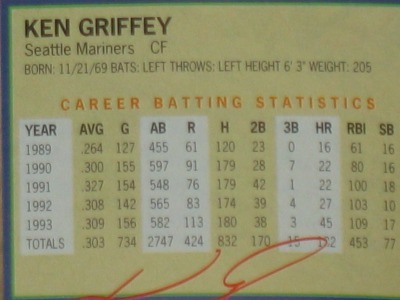 KEN GRIFFEY
Seattle Mariners CF
BORN: 11/21/69 BATS: LEFT THROWS: LEFT HEIGHT 6' 3" WEIGHT: 205
CAREER BATTING STATISTICS
YEAR AVG G AB R H 2B 3B HR RBI SB
1989 .264 127 455 61 120 23 0 16 61 16
1990 .300 155 597 91 179 28 7 22 80 16
1991 .327 154 548 76 179 42 1 22 100 18
1992 .308 142 565 83 174 39 4 27 103 10
1993 .309 156 582 113 180 38 3 45 109 17
TOTALS .303 734 2747 424 832 170 15 132 453 77